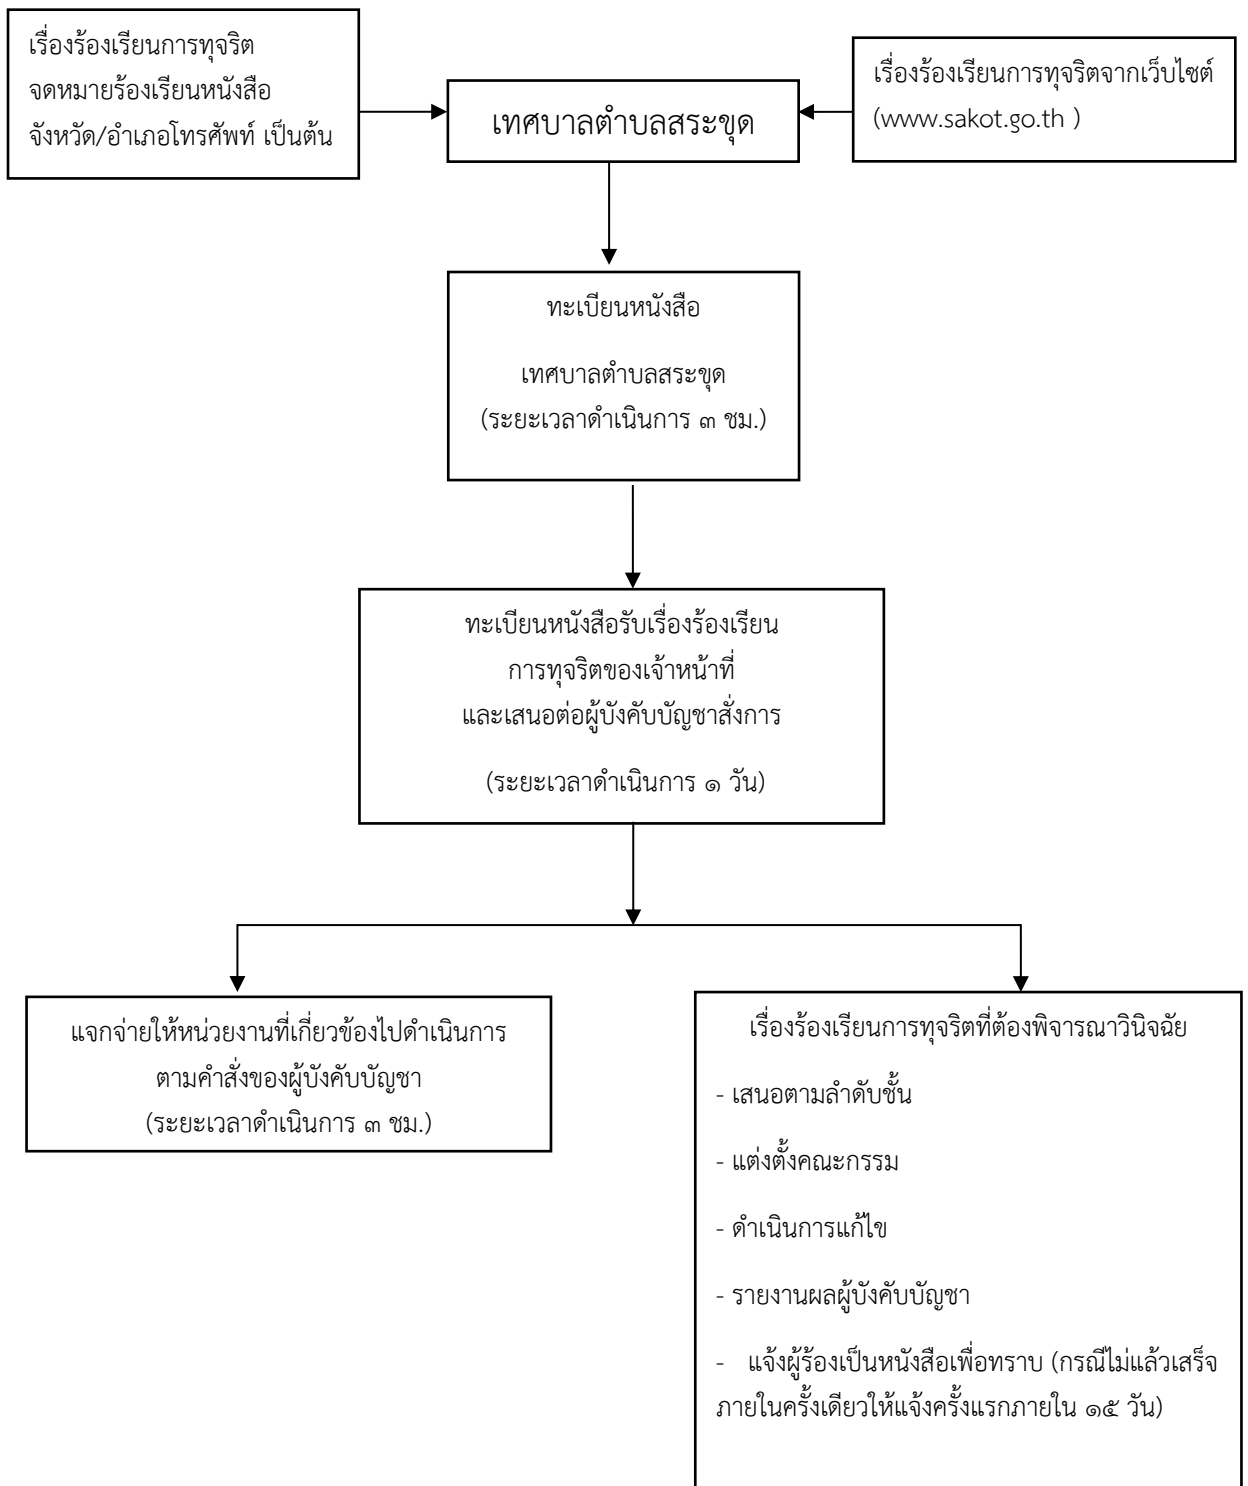 เรื่องร้องเรียนการทุจริต
จดหมายร้องเรียนหนังสือ
จังหวัด/อำเภอโทรศัพท์ เป็นต้น
เทศบาลตำบลสระขุด
เรื่องร้องเรียนการทุจริตจากเว็บไซต์
(www.sakot.go.th )
ทะเบียนหนังสือ
เทศบาลตำบลสระขุด
(ระยะเวลาดำเนินการ ๓ ชม.)
ทะเบียนหนังสือรับเรื่องร้องเรียน
การทุจริตของเจ้าหน้าที่
และเสนอต่อผู้บังคับบัญชาสั่งการ
(ระยะเวลาดำเนินการ ๑ วัน)
แจกจ่ายให้หน่วยงานที่เกี่ยวข้องไปดำเนินการ
ตามคำสั่งของผู้บังคับบัญชา
(ระยะเวลาดำเนินการ ๓ ชม.)
เรื่องร้องเรียนการทุจริตที่ต้องพิจารณาวินิจฉัย
- เสนอตามลำดับชั้น
- แต่งตั้งคณะกรรม
- ดำเนินการแก้ไข
- รายงานผลผู้บังคับบัญชา
- แจ้งผู้ร้องเป็นหนังสือเพื่อทราบ (กรณีไม่แล้วเสร็จ
ภายในครั้งเดียวให้แจ้งครั้งแรกภายใน ๑๕ วัน)